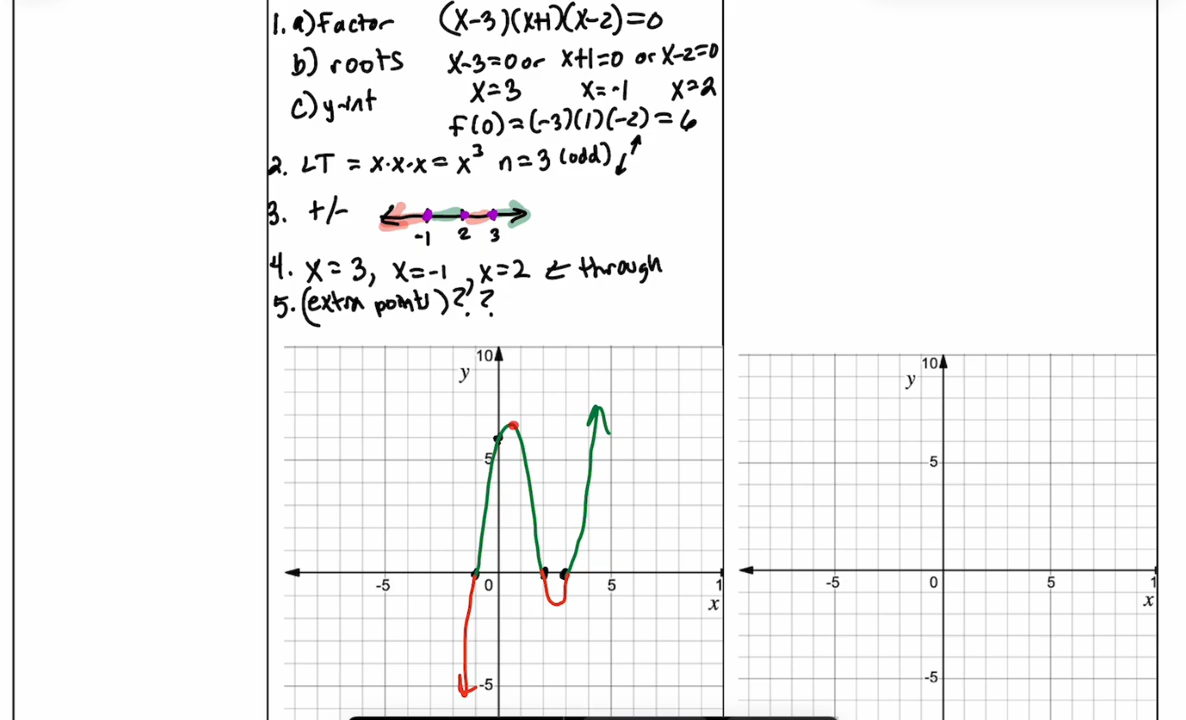 1. a) Factor (x-3)(x+1)(x-2)=0
b) roots x-3=0 or x+1=0 or x-2=0
x=3 x=-1 x=2
c) y-int
f(0)=(-3)(1)(-2)=6
2. LT = x·x·x = x³ n=3 (odd)
3. +/-
-1 2 3
4. x=3, x=-1, x=2 ← through
5. (extra points)??
10
y
5
-5 0 5 1
x
-5
10
y
5
-5 0 5 1
x
-5